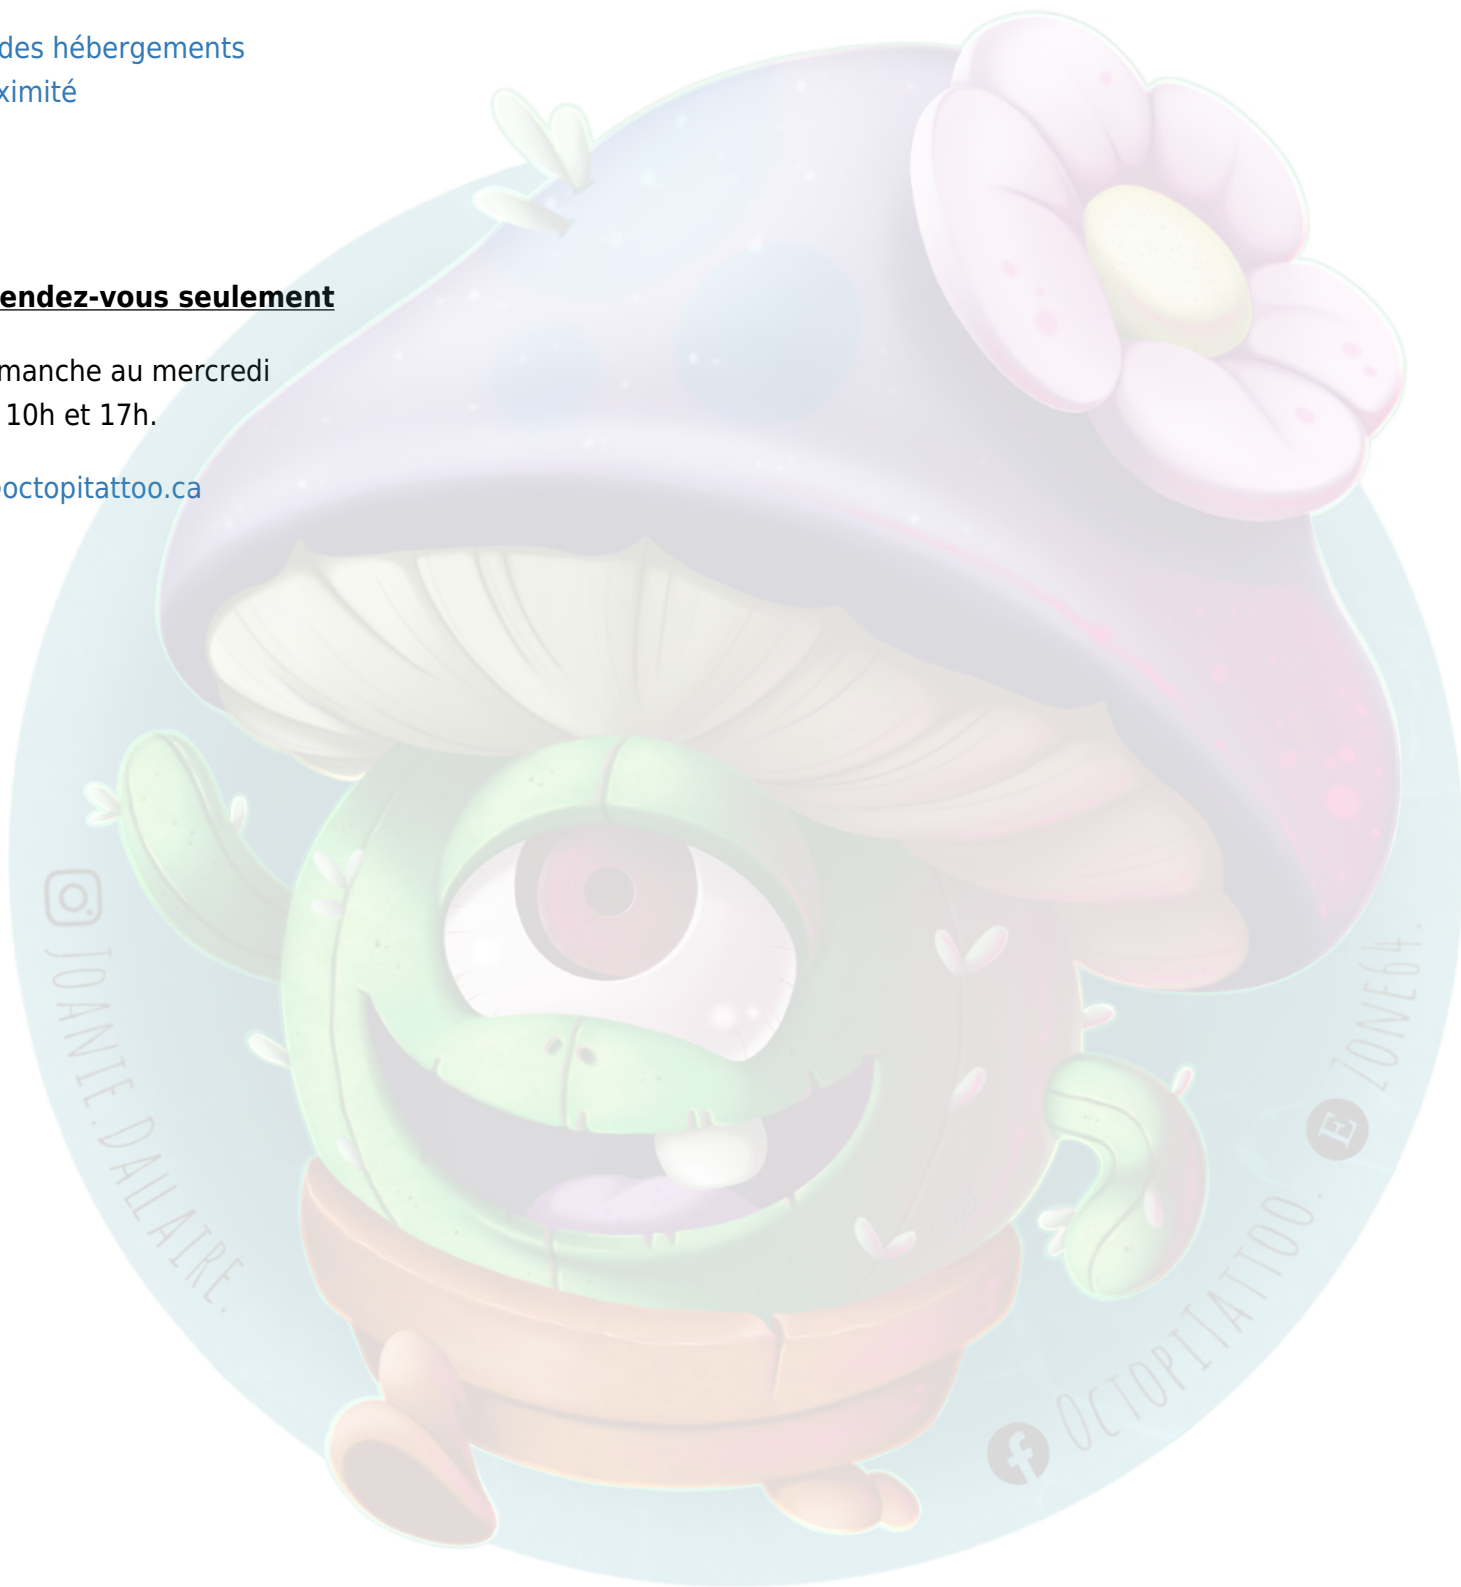 des hébergements
ximité
endez-vous seulement
manche au mercredi
10h et 17h.
octopitattoo.ca
JOANIE.DALLAIRE.
OCTOPITATTOO.
E ZONE64.